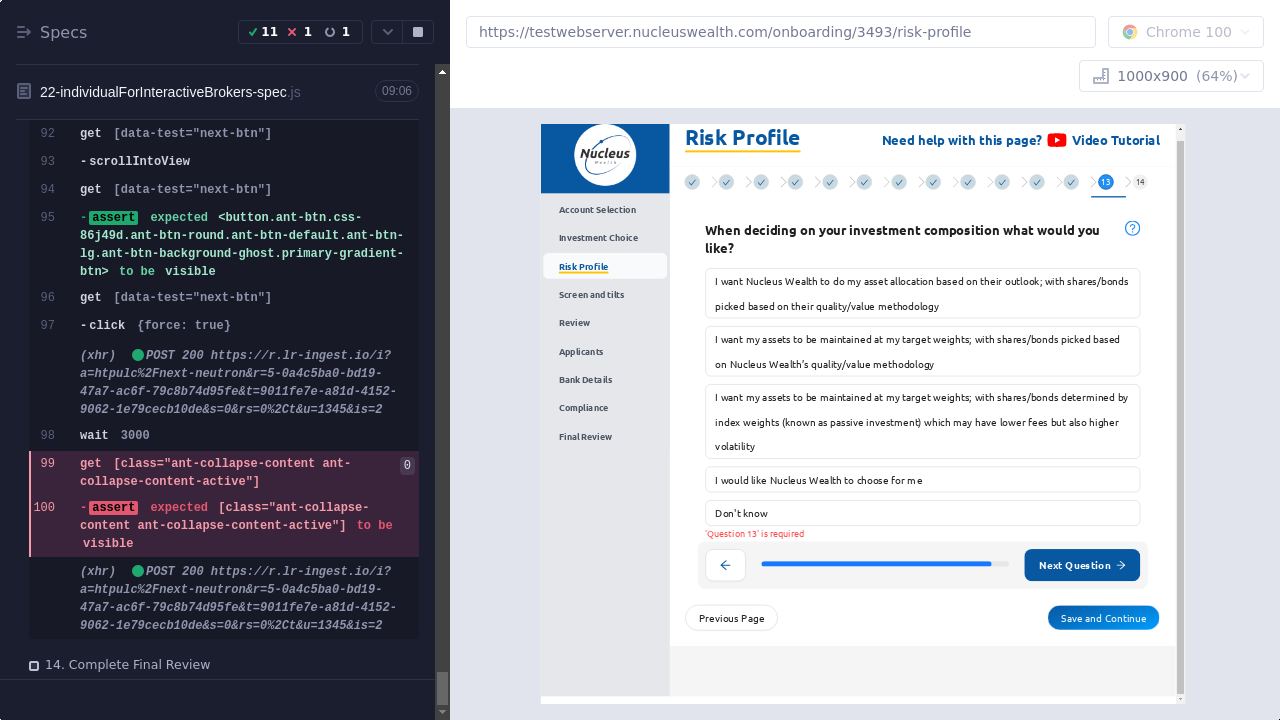 Specs
11
1
1
22-individualForInteractiveBrokers-spec.js
09:06
92 get [data-test="next-btn"]
93 -scrollIntoView
94 get [data-test="next-btn"]
95 -assert expected <button.ant-btn.css-
86j49d.ant-btn-round.ant-btn-default.ant-btn-
lg.ant-btn-background-ghost.primary-gradient-
btn> to be visible
96 get [data-test="next-btn"]
97 -click {force: true}
(xhr) POST 200 https://r.lr-ingest.io/i?
a=htpulc%2Fnext-neutron&r=5-0a4c5ba0-bd19-
47a7-ac6f-79c8b74d95fe&t=9011fe7e-a81d-4152-
9062-1e79cecb10de&s=0&rs=0%2Ct&u=1345&is=2
98 wait 3000
99 get [class="ant-collapse-content ant-
collapse-content-active"]
0
100 -assert expected [class="ant-collapse-
content ant-collapse-content-active"] to be
visible
(xhr) POST 200 https://r.lr-ingest.io/i?
a=htpulc%2Fnext-neutron&r=5-0a4c5ba0-bd19-
47a7-ac6f-79c8b74d95fe&t=9011fe7e-a81d-4152-
9062-1e79cecb10de&s=0&rs=0%2Ct&u=1345&is=2
14. Complete Final Review
https://testwebserver.nucleuswealth.com/onboarding/3493/risk-profile
Chrome 100
1000x900 (64%)
Nucleus
Wealth
Account Selection
Investment Choice
Risk Profile
Screen and tilts
Review
Applicants
Bank Details
Compliance
Final Review
Risk Profile
Need help with this page? Video Tutorial
13
14
When deciding on your investment composition what would you
like?
I want Nucleus Wealth to do my asset allocation based on their outlook; with shares/bonds
picked based on their quality/value methodology
I want my assets to be maintained at my target weights; with shares/bonds picked based
on Nucleus Wealth's quality/value methodology
I want my assets to be maintained at my target weights; with shares/bonds determined by
index weights (known as passive investment) which may have lower fees but also higher
volatility
I would like Nucleus Wealth to choose for me
Don't know
'Question 13' is required
Next Question
Previous Page
Save and Continue